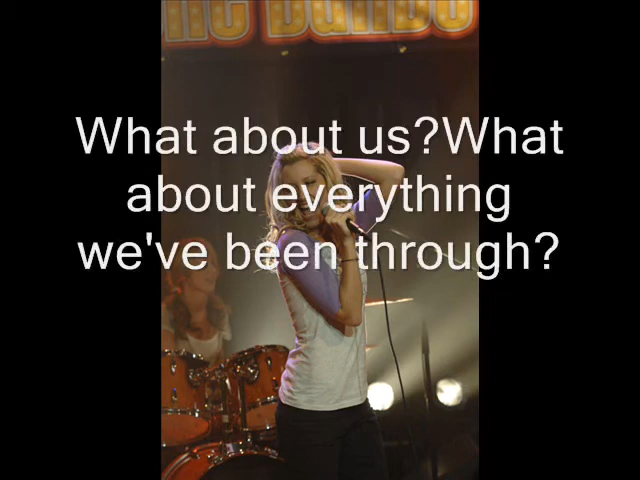 What about us?What
about everything
we've been through?